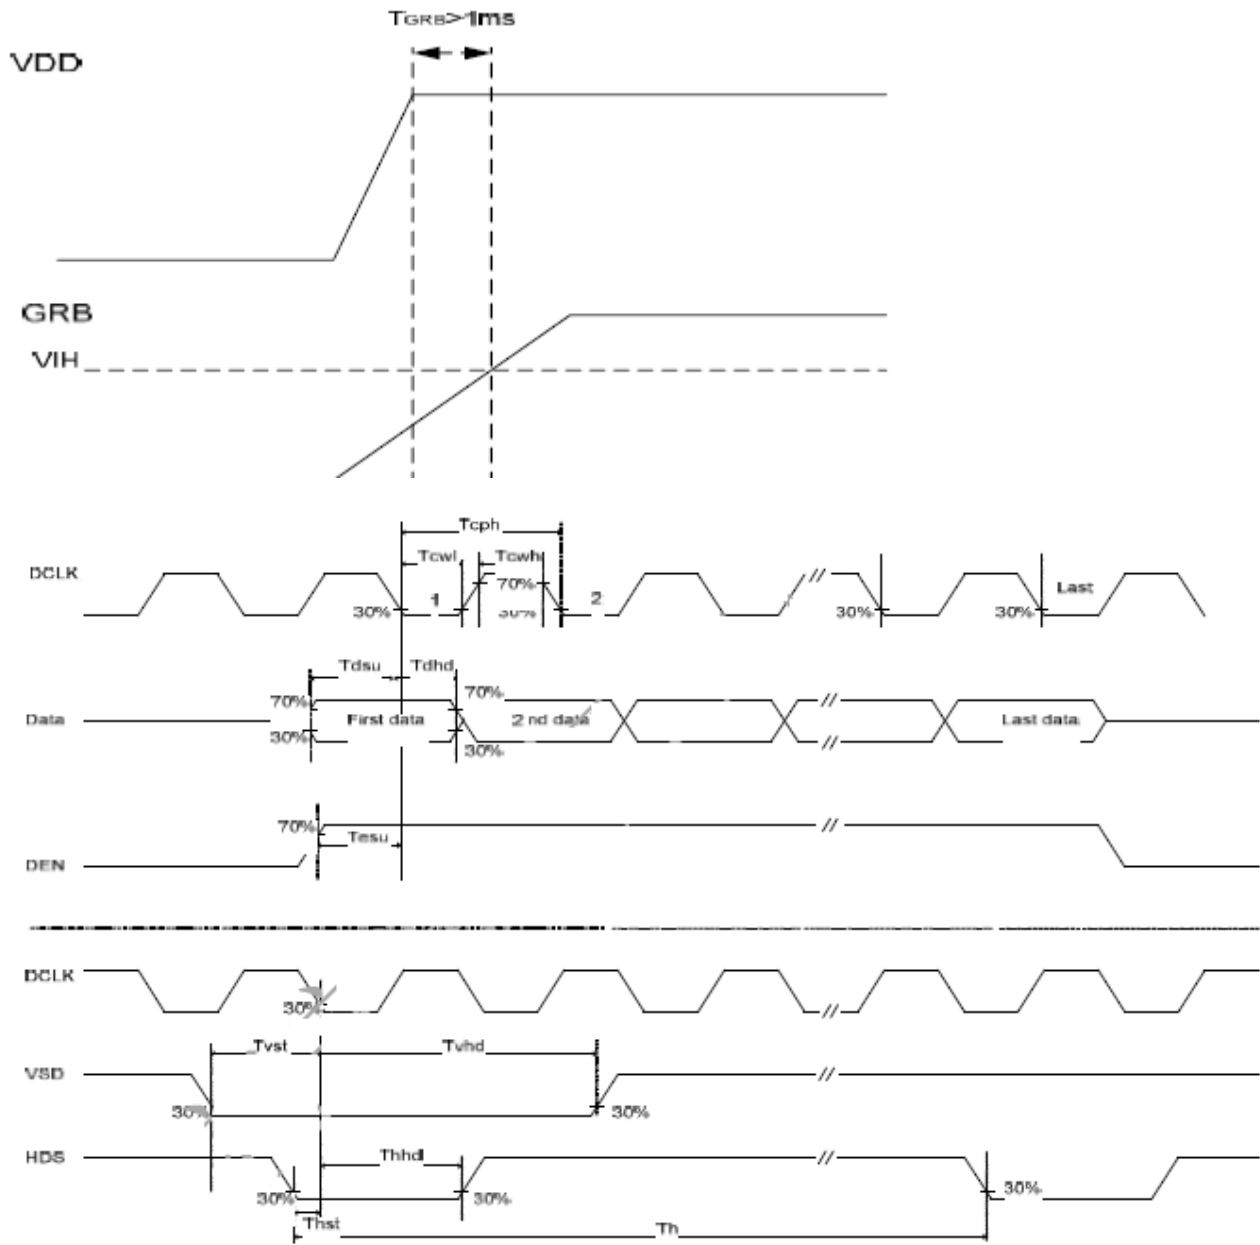 TGRB>1ms
VDD
GRB
VIH
Tcph
Tcwl Tcwh
DCLK 70%
30% 1 30% 2 30% 30% Last
Tdsu Tdhd
70% 70%
Data First data 2 nd data // Last data
30% 30%
70% Tesu
DEN
DCLK
30%
Tvst Tvhd
VSD
30% 30%
Thhd
HDS
30% 30% 30%
Thst Th